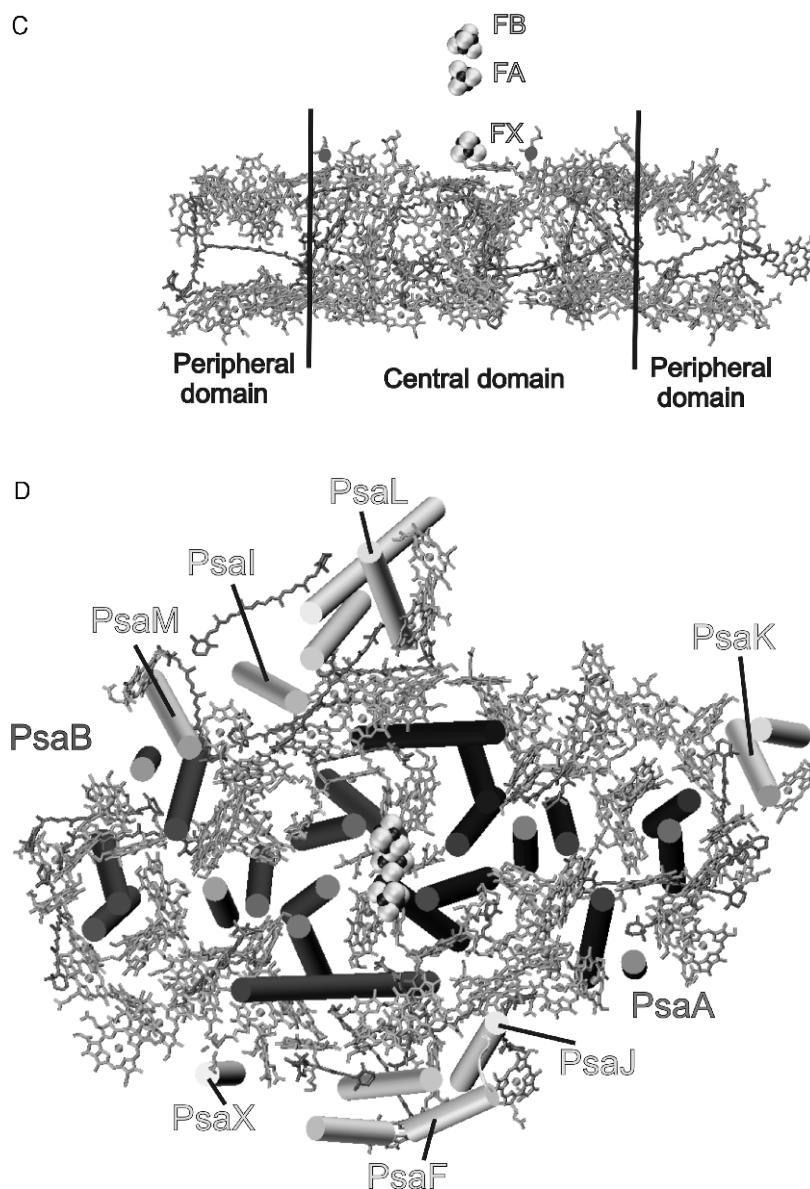 C
FB
FA
FX
Peripheral
domain
Central domain
Peripheral
domain
D
PsaL
PsaI
PsaM
PsaK
PsaB
PsaA
PsaJ
PsaX
PsaF